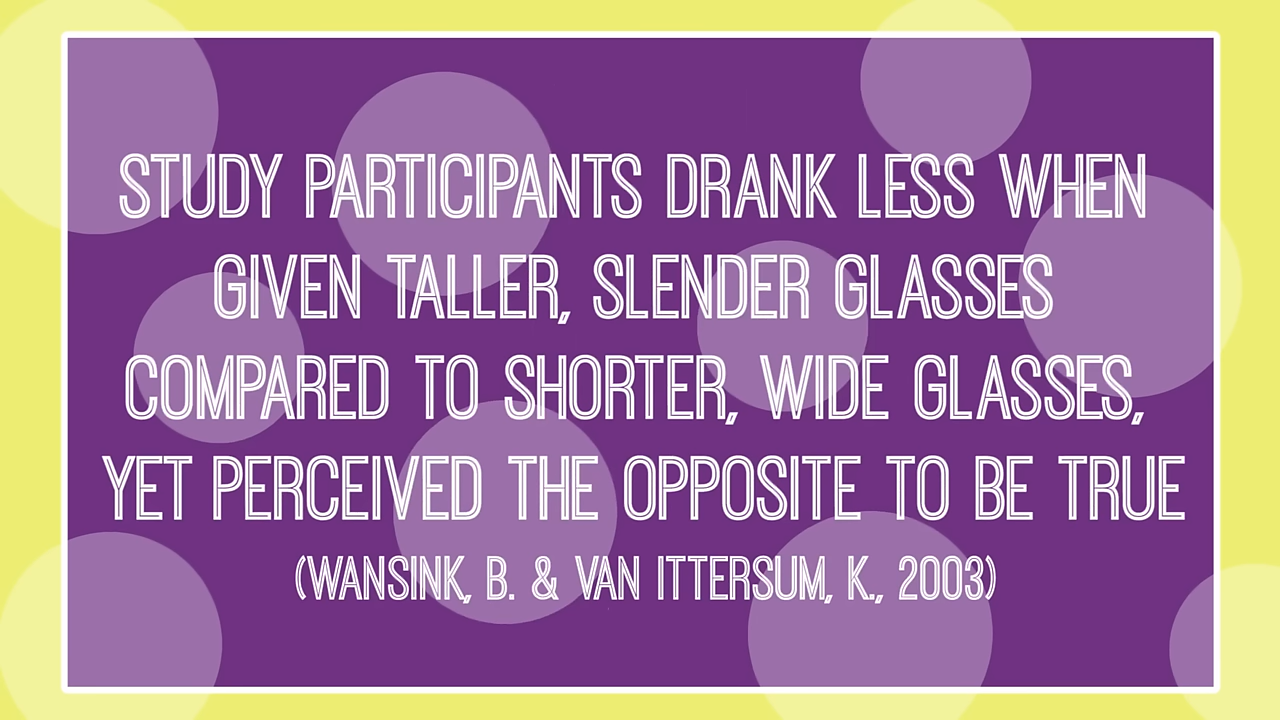 STUDY PARTICIPANTS DRANK LESS WHEN
GIVEN TALLER, SLENDER GLASSES
COMPARED TO SHORTER, WIDE GLASSES,
YET PERCEIVED THE OPPOSITE TO BE TRUE
(WANSINK, B. & VAN ITTERSUM, K., 2003)